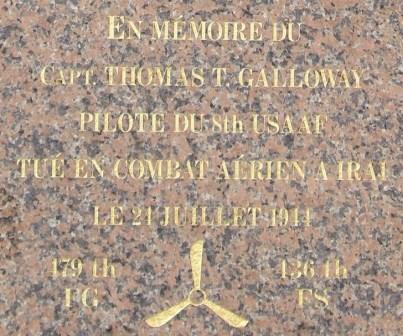 EN MÉMOIRE DU
CAPT. THOMAS T. GALLOWAY
PILOTE DU 8th USAAF
TUÉ EN COMBAT AÉRIEN A IRAI
LE 21 JUILLET 1944
479 th 436 th
FG FS